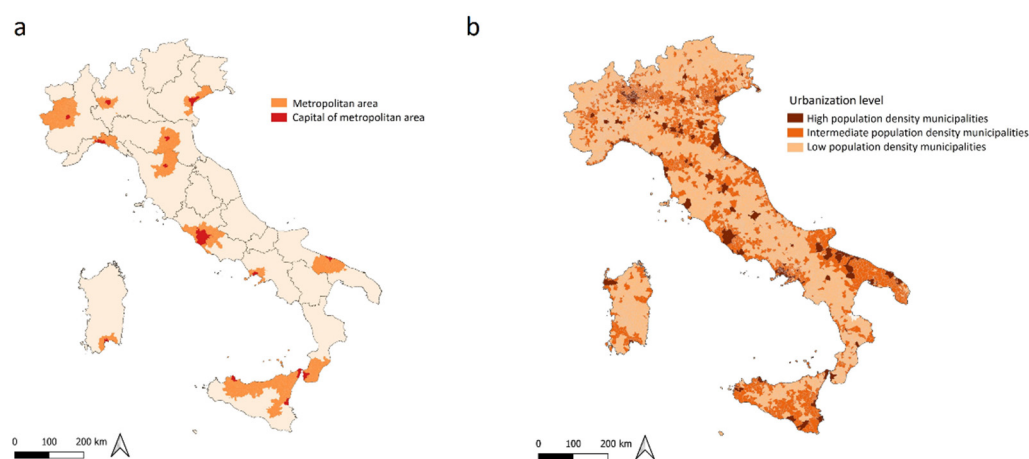 a
Metropolitan area
Capital of metropolitan area
0 100 200 km
b
Urbanization level
High population density municipalities
Intermediate population density municipalities
Low population density municipalities
0 100 200 km